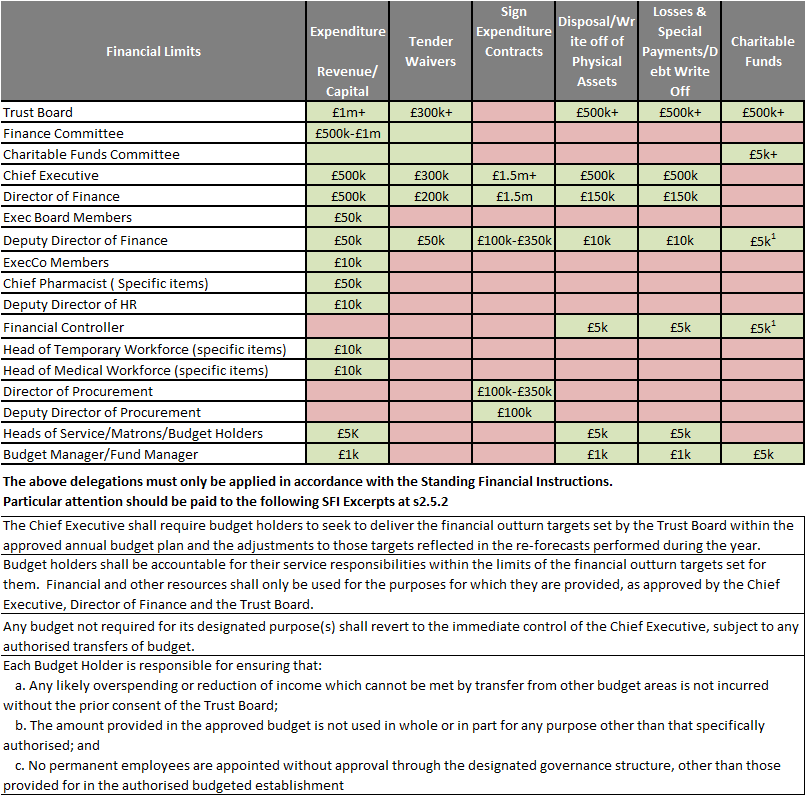 Financial Limits Expenditure Revenue/ Capital Tender Waivers Sign Expenditure Contracts Disposal/Wr ite off of Physical Assets Losses & Special Payments/D ebt Write Off Charitable Funds
Trust Board £1m+ £300k+ £500k+ £500k+ £500k+
Finance Committee £500k-£1m
Charitable Funds Committee £5k+
Chief Executive £500k £300k £1.5m+ £500k £500k
Director of Finance £500k £200k £1.5m £150k £150k
Exec Board Members £50k
Deputy Director of Finance £50k £50k £100k-£350k £10k £10k £5k¹
ExecCo Members £10k
Chief Pharmacist ( Specific items) £50k
Deputy Director of HR £10k
Financial Controller £5k £5k £5k¹
Head of Temporary Workforce (specific items) £10k
Head of Medical Workforce (specific items) £10k
Director of Procurement £100k-£350k
Deputy Director of Procurement £100k
Heads of Service/Matrons/Budget Holders £5K £5k £5k
Budget Manager/Fund Manager £1k £1k £1k £5k
The above delegations must only be applied in accordance with the Standing Financial Instructions.
Particular attention should be paid to the following SFI Excerpts at s2.5.2
The Chief Executive shall require budget holders to seek to deliver the financial outturn targets set by the Trust Board within the
approved annual budget plan and the adjustments to those targets reflected in the re-forecasts performed during the year.
Budget holders shall be accountable for their service responsibilities within the limits of the financial outturn targets set for
them. Financial and other resources shall only be used for the purposes for which they are provided, as approved by the Chief
Executive, Director of Finance and the Trust Board.
Any budget not required for its designated purpose(s) shall revert to the immediate control of the Chief Executive, subject to any
authorised transfers of budget.
Each Budget Holder is responsible for ensuring that:
a. Any likely overspending or reduction of income which cannot be met by transfer from other budget areas is not incurred
without the prior consent of the Trust Board;
b. The amount provided in the approved budget is not used in whole or in part for any purpose other than that specifically
authorised; and
c. No permanent employees are appointed without approval through the designated governance structure, other than those
provided for in the authorised budgeted establishment